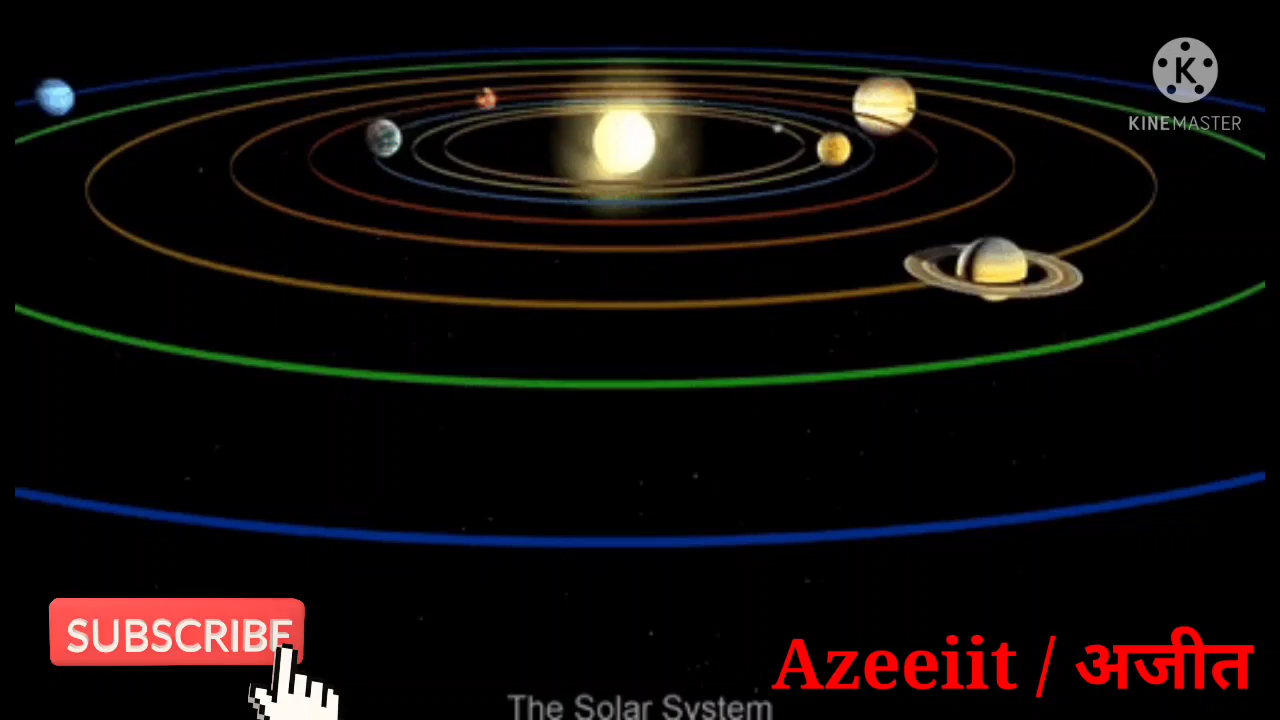 K
KINEMASTER
SUBSCRIBE
Azeeiit / अजीत
The Solar System